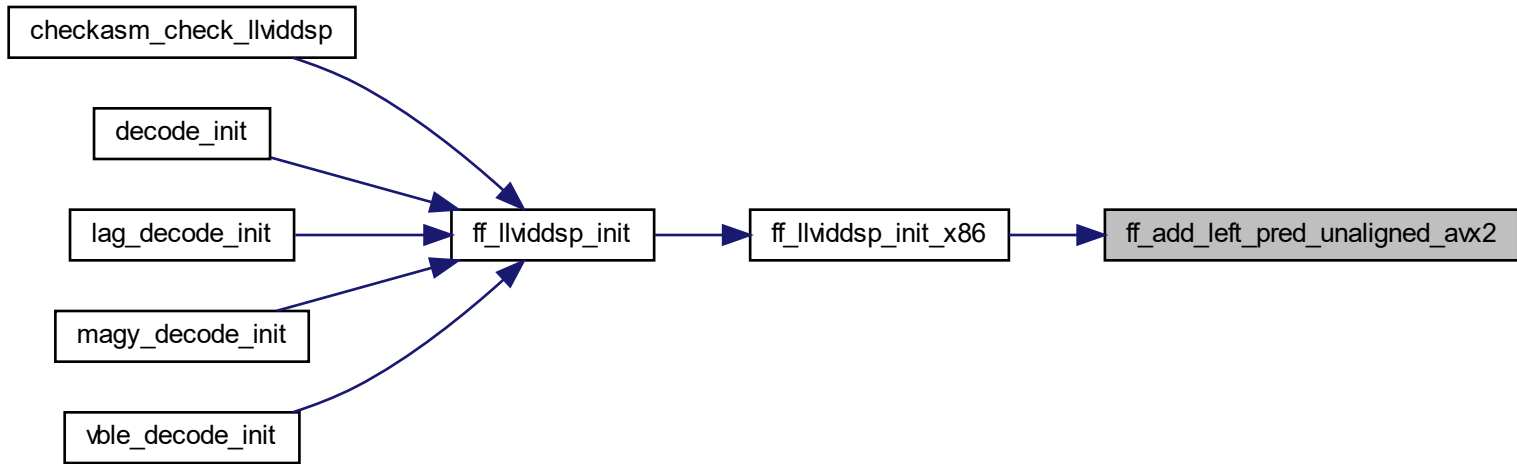 checkasm_check_llviddsp
decode_init
lag_decode_init
magy_decode_init
vble_decode_init
ff_llviddsp_init
ff_llviddsp_init_x86
ff_add_left_pred_unaligned_avx2